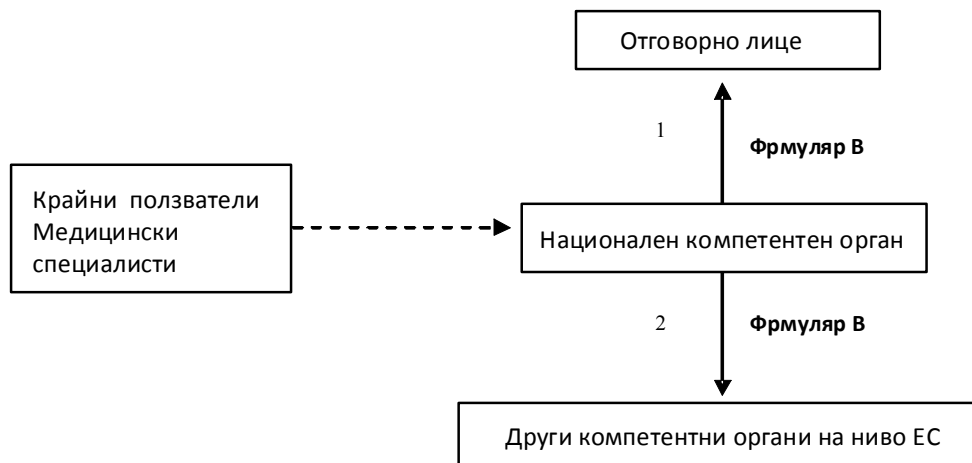 Отговорно лице
1
Фрмуляр В
Крайни ползватели
Медицински
специалисти
Национален компетентен орган
2
Фрмуляр В
Други компетентни органи на ниво ЕС